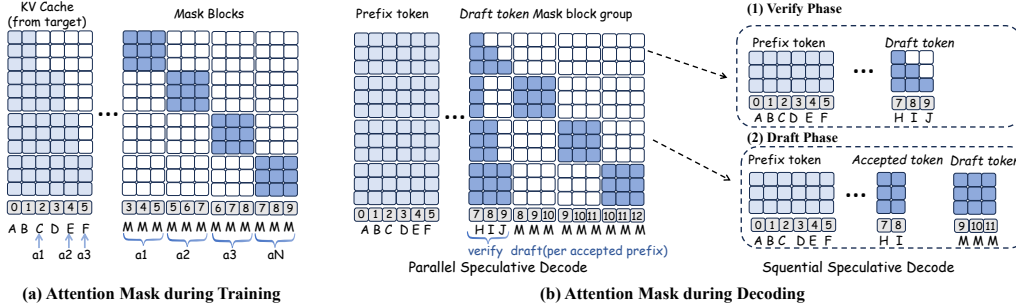 KV Cache
(from target)
Mask Blocks
0 1 2 3 4 5
3 4 5 5 6 7 6 7 8 7 8 9
A B C D E F
M M M M M M M M M M M M
a1 a2 a3
a1 a2 a3 aN
(a) Attention Mask during Training
Prefix token
Draft token Mask block group
0 1 2 3 4 5
7 8 9 8 9 10 9 10 11 10 11 12
A B C D E F
H I J M M M M M M M M M
verify draft(per accepted prefix)
Parallel Speculative Decode
(1) Verify Phase
Prefix token
Draft token
0 1 2 3 4 5
7 8 9
A B C D E F
H I J
(2) Draft Phase
Prefix token
Accepted token
Draft token
0 1 2 3 4 5
7 8
9 10 11
A B C D E F
H I
M M M
Squential Speculative Decode
(b) Attention Mask during Decoding